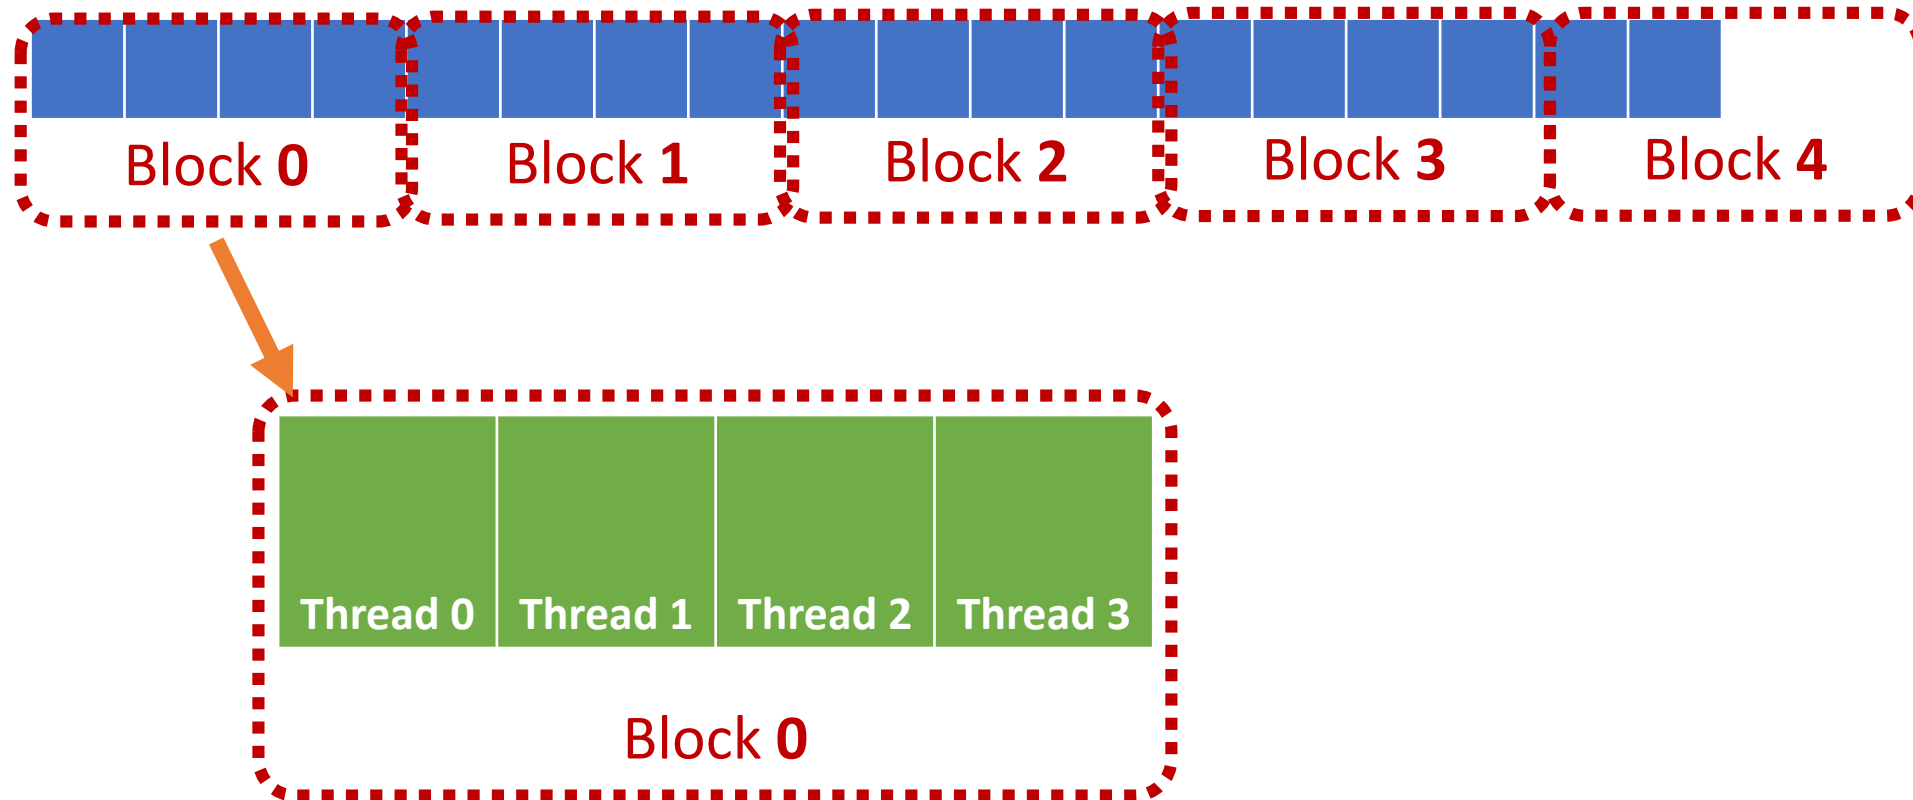 Block 0
Block 1
Block 2
Block 3
Block 4
Thread 0
Thread 1
Thread 2
Thread 3
Block 0